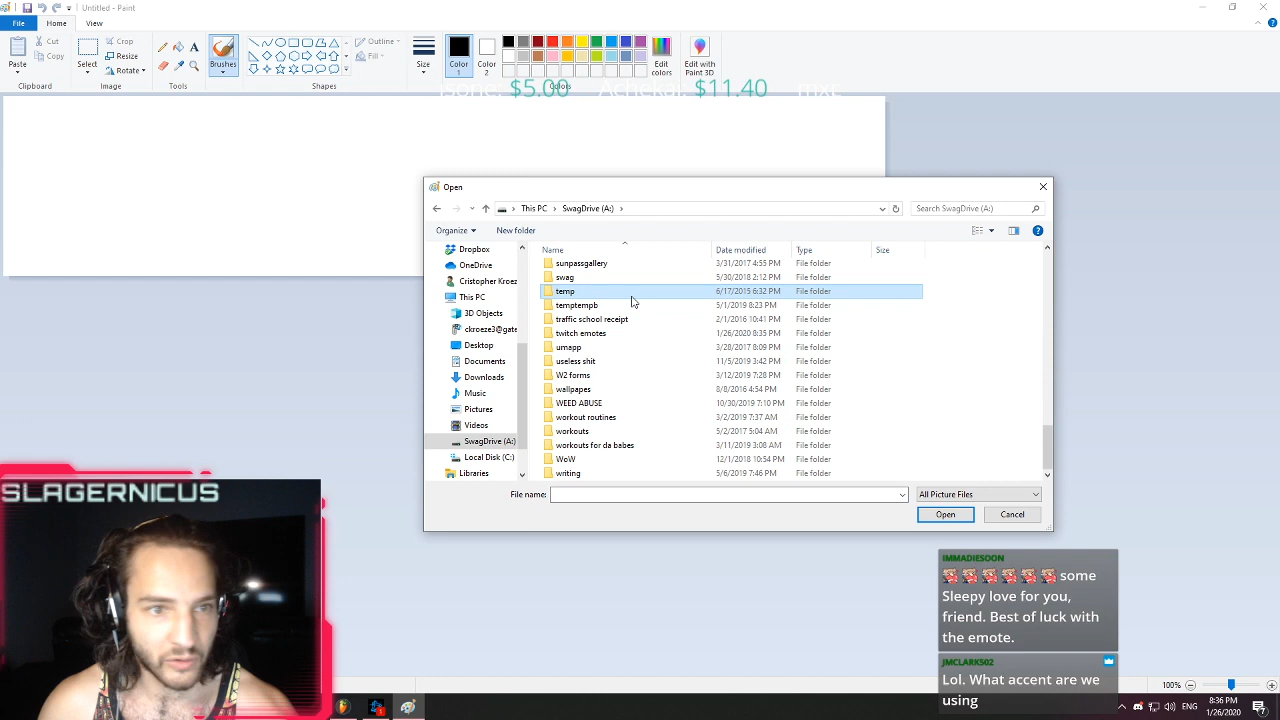 Untitled - Paint
File Home View
Paste
Cut
Copy
Clipboard
Select
Crop
Resize
Rotate
Image
A
Tools
Brushes
Outline
Fill
Shapes
Size
Color 1
Color 2
Edit colors
Colors
Edit with Paint 3D
$5.00 $11.40
Open
This PC > SwagDrive (A:) >
Search SwagDrive (A:)
Organize
New folder
Name Date modified Type Size
Dropbox
OneDrive
Cristopher Kroez
This PC
3D Objects
ckroeze3@gate
Desktop
Documents
Downloads
Music
Pictures
Videos
SwagDrive (A:)
Local Disk (C:)
Libraries
sunpassgallery 3/31/2017 4:55 PM File folder
swag 5/30/2018 2:12 PM File folder
temp 6/17/2015 6:32 PM File folder
temptempb 5/1/2019 8:23 PM File folder
traffic school receipt 2/1/2016 10:41 PM File folder
twitch emotes 1/26/2020 8:35 PM File folder
umapp 3/28/2017 8:09 PM File folder
useless shit 11/5/2019 3:42 PM File folder
W2 forms 3/12/2019 7:28 PM File folder
wallpapes 8/8/2016 4:54 PM File folder
WEED ABUSE 10/30/2019 7:10 PM File folder
workout routines 3/2/2019 7:37 AM File folder
workouts 5/2/2017 5:04 AM File folder
workouts for da babes 3/11/2019 3:08 AM File folder
WoW 12/1/2018 10:54 PM File folder
writing 5/6/2019 7:46 PM File folder
File name:
All Picture Files
Open Cancel
SLAGERNICUS
IMMADIESOON
some
Sleepy love for you,
friend. Best of luck with
the emote.
JMCLARK502
Lol. What accent are we
using
100%
ENG
8:36 PM
1/26/2020